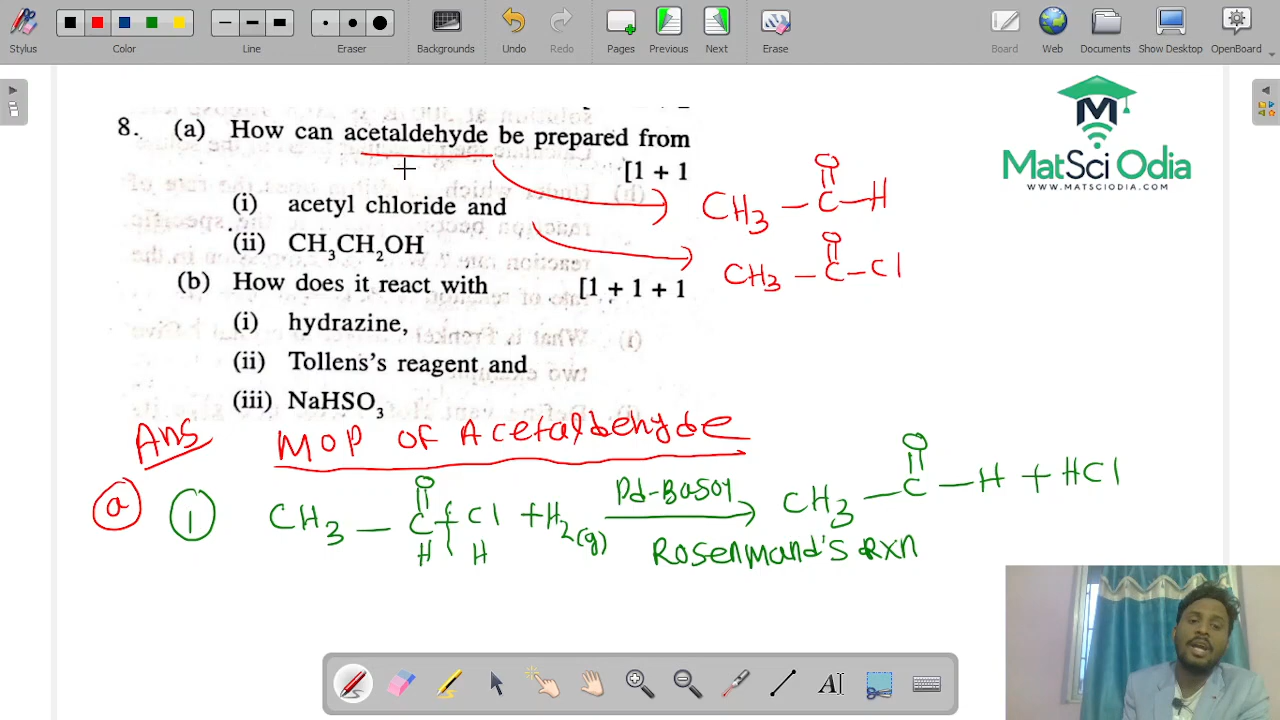 Stylus Color Line Eraser Backgrounds Undo Redo Pages Previous Next Erase Board Web Documents Show Desktop OpenBoard
8. (a) How can acetaldehyde be prepared from
[1 + 1
(i) acetyl chloride and
(ii) CH3CH2OH
(b) How does it react with [1 + 1 + 1
(i) hydrazine,
(ii) Tollens's reagent and
(iii) NaHSO3
O
CH3 - C - H
O
CH3 - C - Cl
M
MatSci Odia
WWW.MATSCIODIA.COM
Ans MOP OF Acetaldehyde
a 1 CH3 - C - Cl + H2(g) Pd-BaSO4 CH3 - C - H + HCl
O O
H H Rosenmand's Rxn